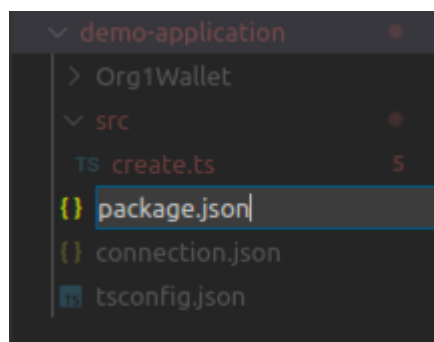 demo-application
Org1Wallet
src
TS create.ts 5
{} package.json
{} connection.json
TS tsconfig.json